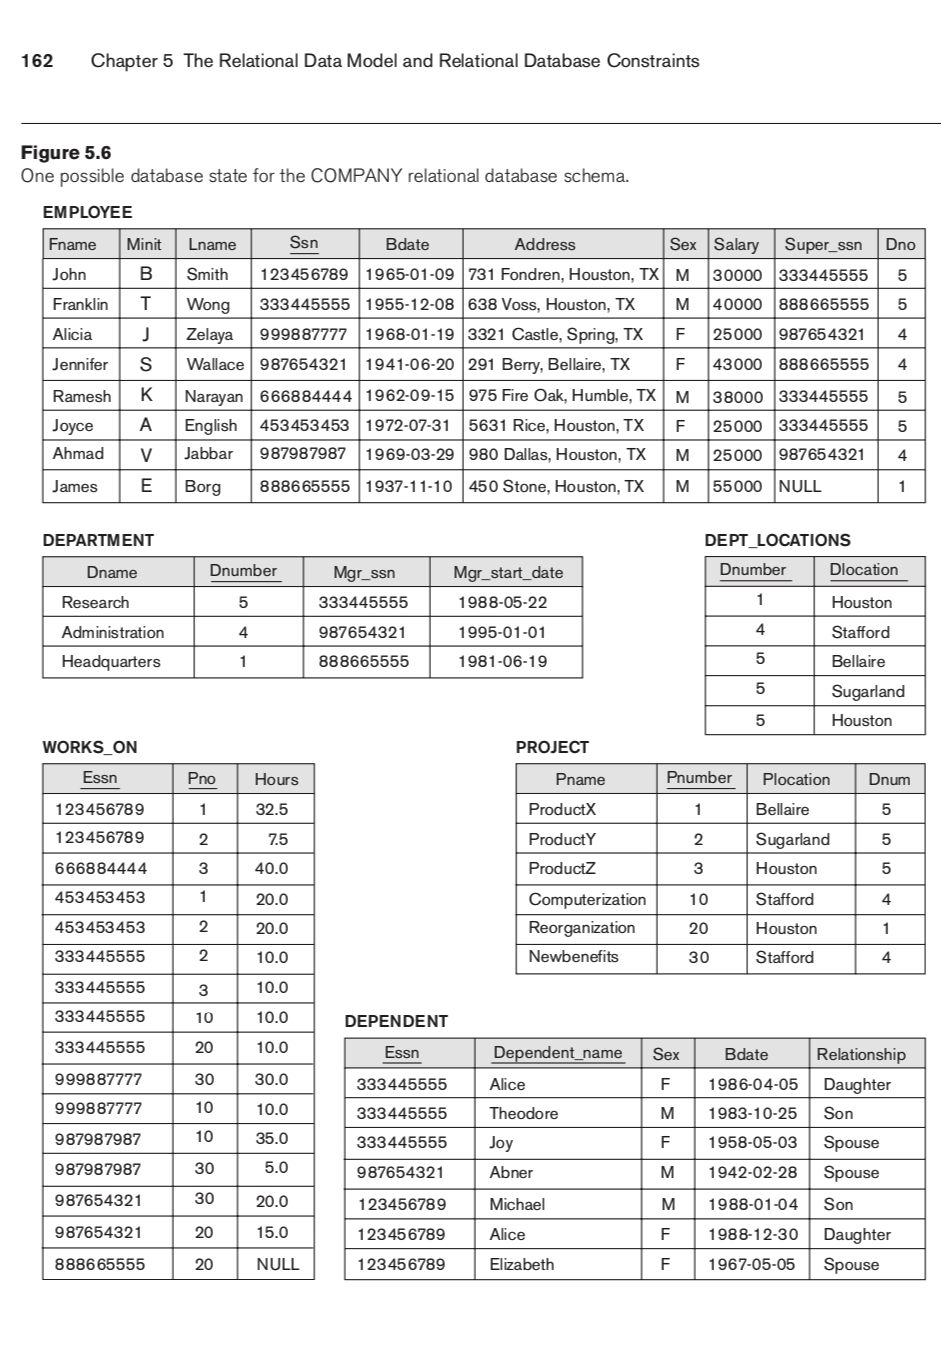 162 Chapter 5 The Relational Data Model and Relational Database Constraints
Figure 5.6
One possible database state for the COMPANY relational database schema.
EMPLOYEE
Fname Minit Lname Ssn Bdate Address Sex Salary Super_ssn Dno
John B Smith 123456789 1965-01-09 731 Fondren, Houston, TX M 30000 333445555 5
Franklin T Wong 333445555 1955-12-08 638 Voss, Houston, TX M 40000 888665555 5
Alicia J Zelaya 999887777 1968-01-19 3321 Castle, Spring, TX F 25000 987654321 4
Jennifer S Wallace 987654321 1941-06-20 291 Berry, Bellaire, TX F 43000 888665555 4
Ramesh K Narayan 666884444 1962-09-15 975 Fire Oak, Humble, TX M 38000 333445555 5
Joyce A English 453453453 1972-07-31 5631 Rice, Houston, TX F 25000 333445555 5
Ahmad V Jabbar 987987987 1969-03-29 980 Dallas, Houston, TX M 25000 987654321 4
James E Borg 888665555 1937-11-10 450 Stone, Houston, TX M 55000 NULL 1
DEPARTMENT
Dname Dnumber Mgr_ssn Mgr_start_date
Research 5 333445555 1988-05-22
Administration 4 987654321 1995-01-01
Headquarters 1 888665555 1981-06-19
DEPT_LOCATIONS
Dnumber Dlocation
1 Houston
4 Stafford
5 Bellaire
5 Sugarland
5 Houston
WORKS_ON
Essn Pno Hours
123456789 1 32.5
123456789 2 7.5
666884444 3 40.0
453453453 1 20.0
453453453 2 20.0
333445555 2 10.0
333445555 3 10.0
333445555 10 10.0
333445555 20 10.0
999887777 30 30.0
999887777 10 10.0
987987987 10 35.0
987987987 30 5.0
987654321 30 20.0
987654321 20 15.0
888665555 20 NULL
PROJECT
Pname Pnumber Plocation Dnum
ProductX 1 Bellaire 5
ProductY 2 Sugarland 5
ProductZ 3 Houston 5
Computerization 10 Stafford 4
Reorganization 20 Houston 1
Newbenefits 30 Stafford 4
DEPENDENT
Essn Dependent_name Sex Bdate Relationship
333445555 Alice F 1986-04-05 Daughter
333445555 Theodore M 1983-10-25 Son
333445555 Joy F 1958-05-03 Spouse
987654321 Abner M 1942-02-28 Spouse
123456789 Michael M 1988-01-04 Son
123456789 Alice F 1988-12-30 Daughter
123456789 Elizabeth F 1967-05-05 Spouse